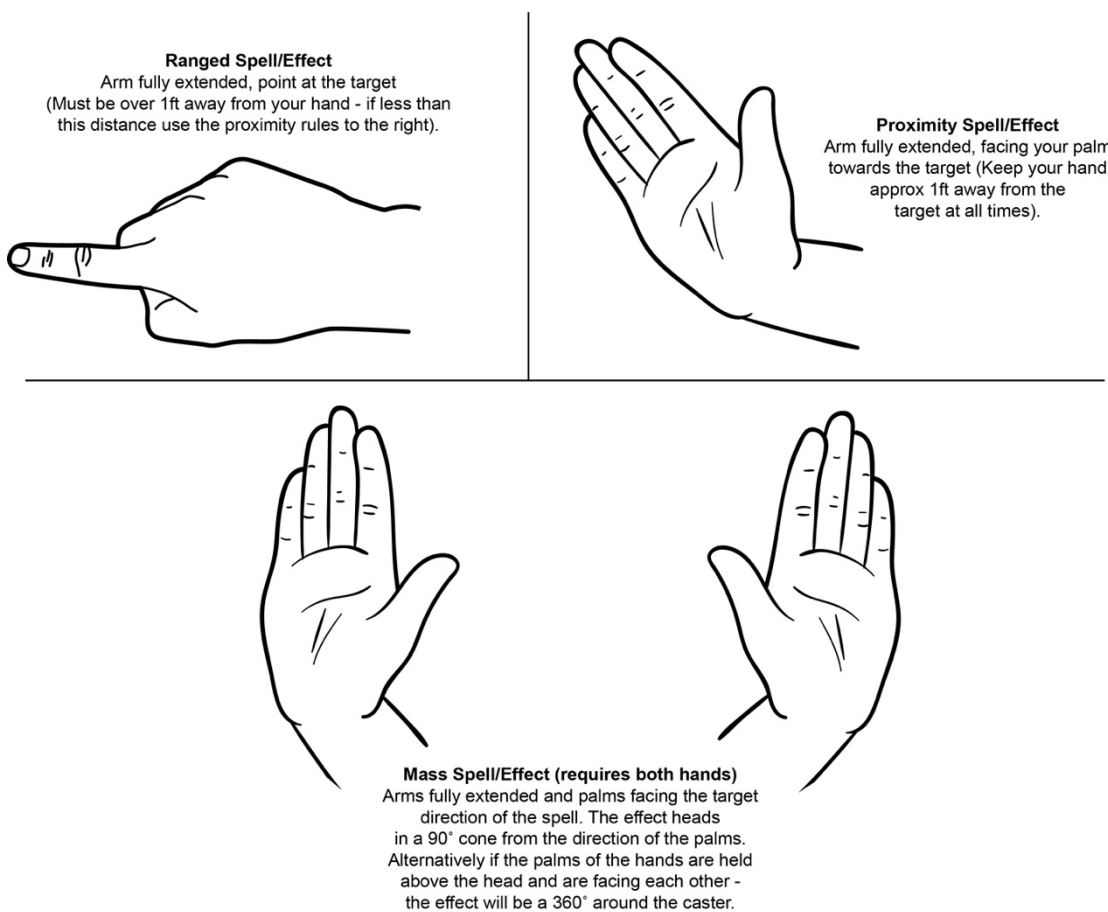 Ranged Spell/Effect
Arm fully extended, point at the target
(Must be over 1ft away from your hand - if less than
this distance use the proximity rules to the right).
Proximity Spell/Effect
Arm fully extended, facing your palm
towards the target (Keep your hand
approx 1ft away from the
target at all times).
Mass Spell/Effect (requires both hands)
Arms fully extended and palms facing the target
direction of the spell. The effect heads
in a 90˚ cone from the direction of the palms.
Alternatively if the palms of the hands are held
above the head and are facing each other -
the effect will be a 360˚ around the caster.